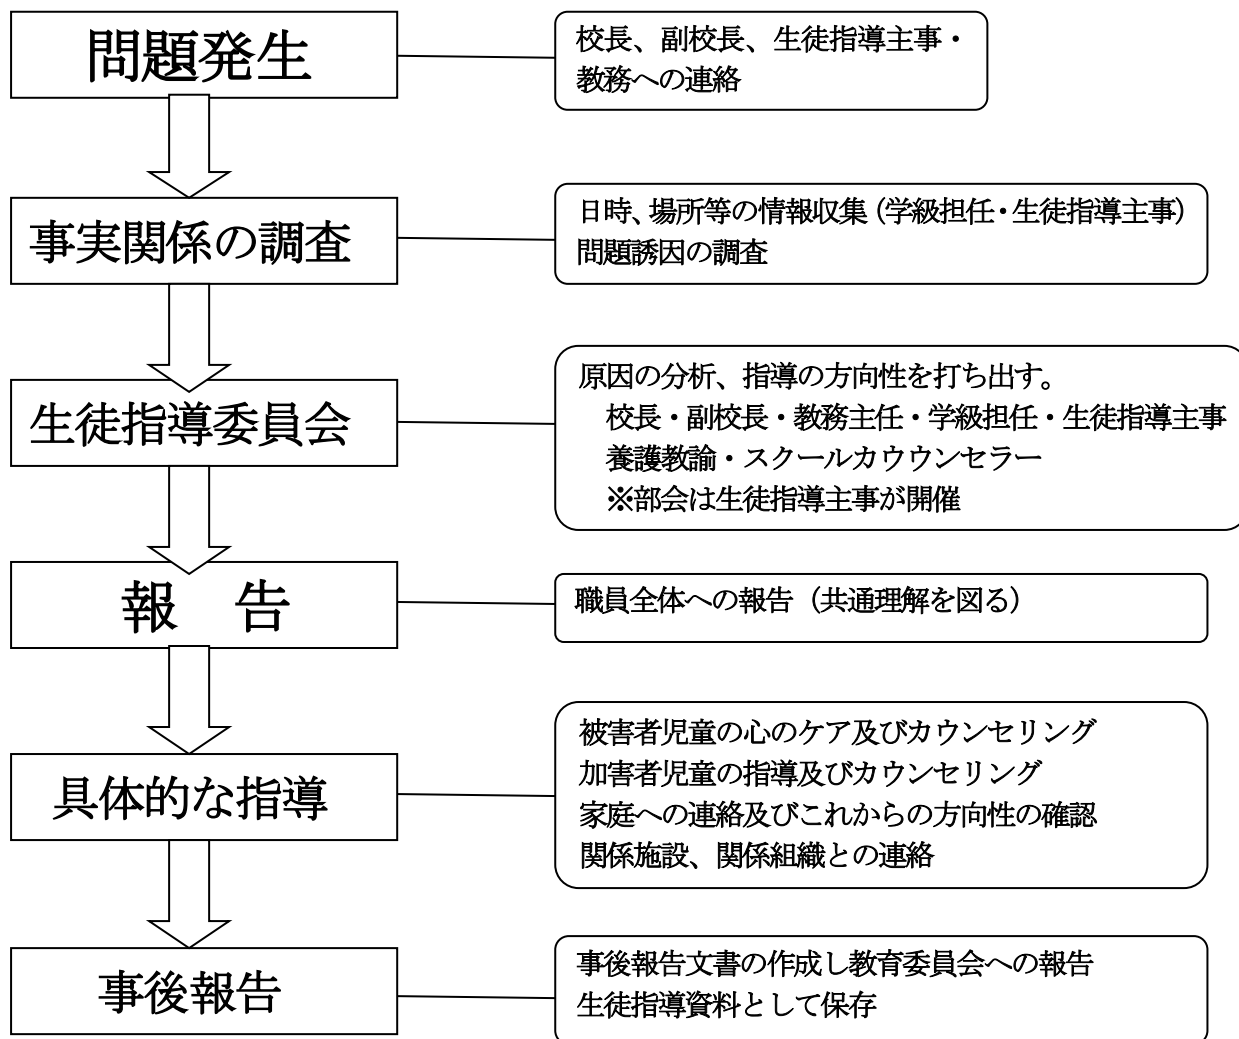 問題発生
校長、副校長、生徒指導主事・
教務への連絡
事実関係の調査
日時、場所等の情報収集（学級担任・生徒指導主事）
問題誘因の調査
生徒指導委員会
原因の分析、指導の方向性を打ち出す。
校長・副校長・教務主任・学級担任・生徒指導主事
養護教諭・スクールカウウンセラー
※部会は生徒指導主事が開催
報　告
職員全体への報告（共通理解を図る）
具体的な指導
被害者児童の心のケア及びカウンセリング
加害者児童の指導及びカウンセリング
家庭への連絡及びこれからの方向性の確認
関係施設、関係組織との連絡
事後報告
事後報告文書の作成し教育委員会への報告
生徒指導資料として保存